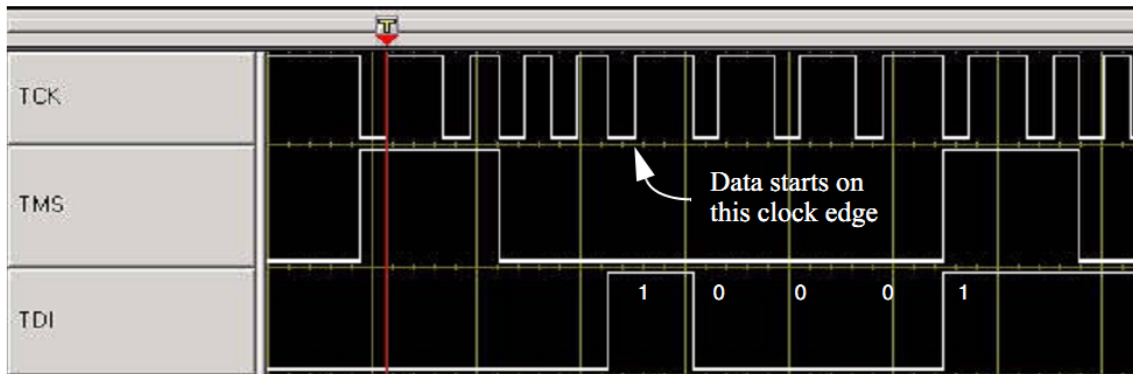 T
TCK
TMS
Data starts on
this clock edge
TDI
1 0 0 0 1